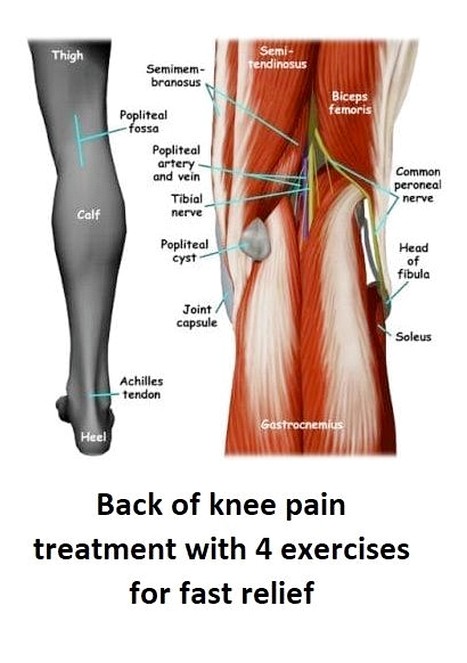 Thigh
Popliteal
fossa
Calf
Achilles
tendon
Heel
Semi-
tendinosus
Semimem-
branosus
Biceps
femoris
Popliteal
artery
and vein
Tibial
nerve
Common
peroneal
nerve
Popliteal
cyst
Head
of
fibula
Joint
capsule
Soleus
Gastrocnemius
Back of knee pain
treatment with 4 exercises
for fast relief